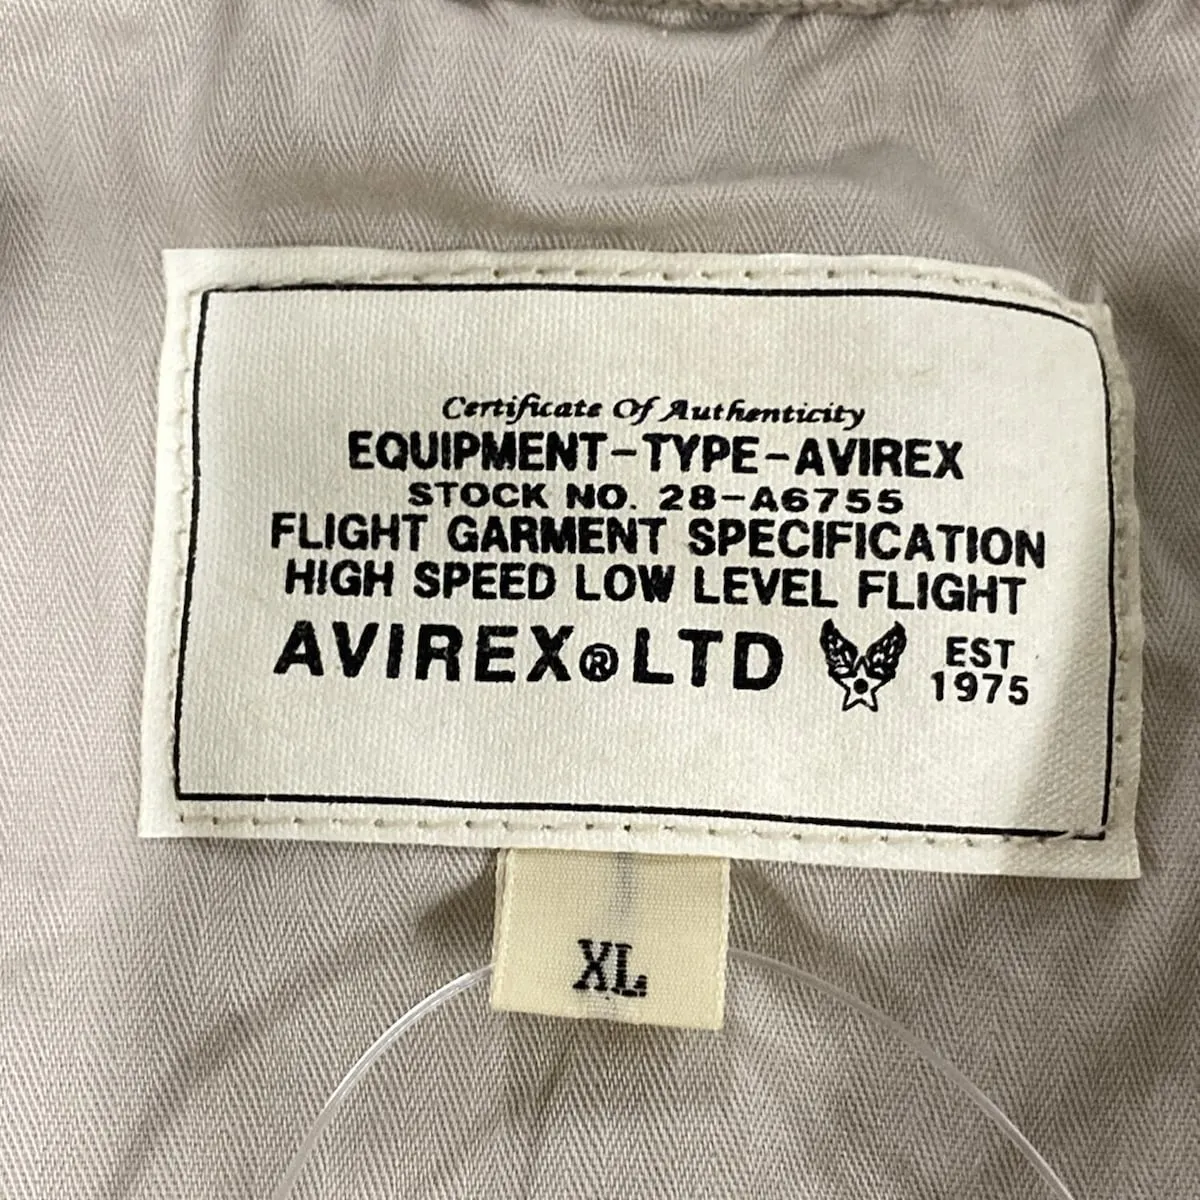 Certificate Of Authenticity
EQUIPMENT-TYPE-AVIREX
STOCK NO. 28-A6755
FLIGHT GARMENT SPECIFICATION
HIGH SPEED LOW LEVEL FLIGHT
AVIREX® LTD EST 1975
XL